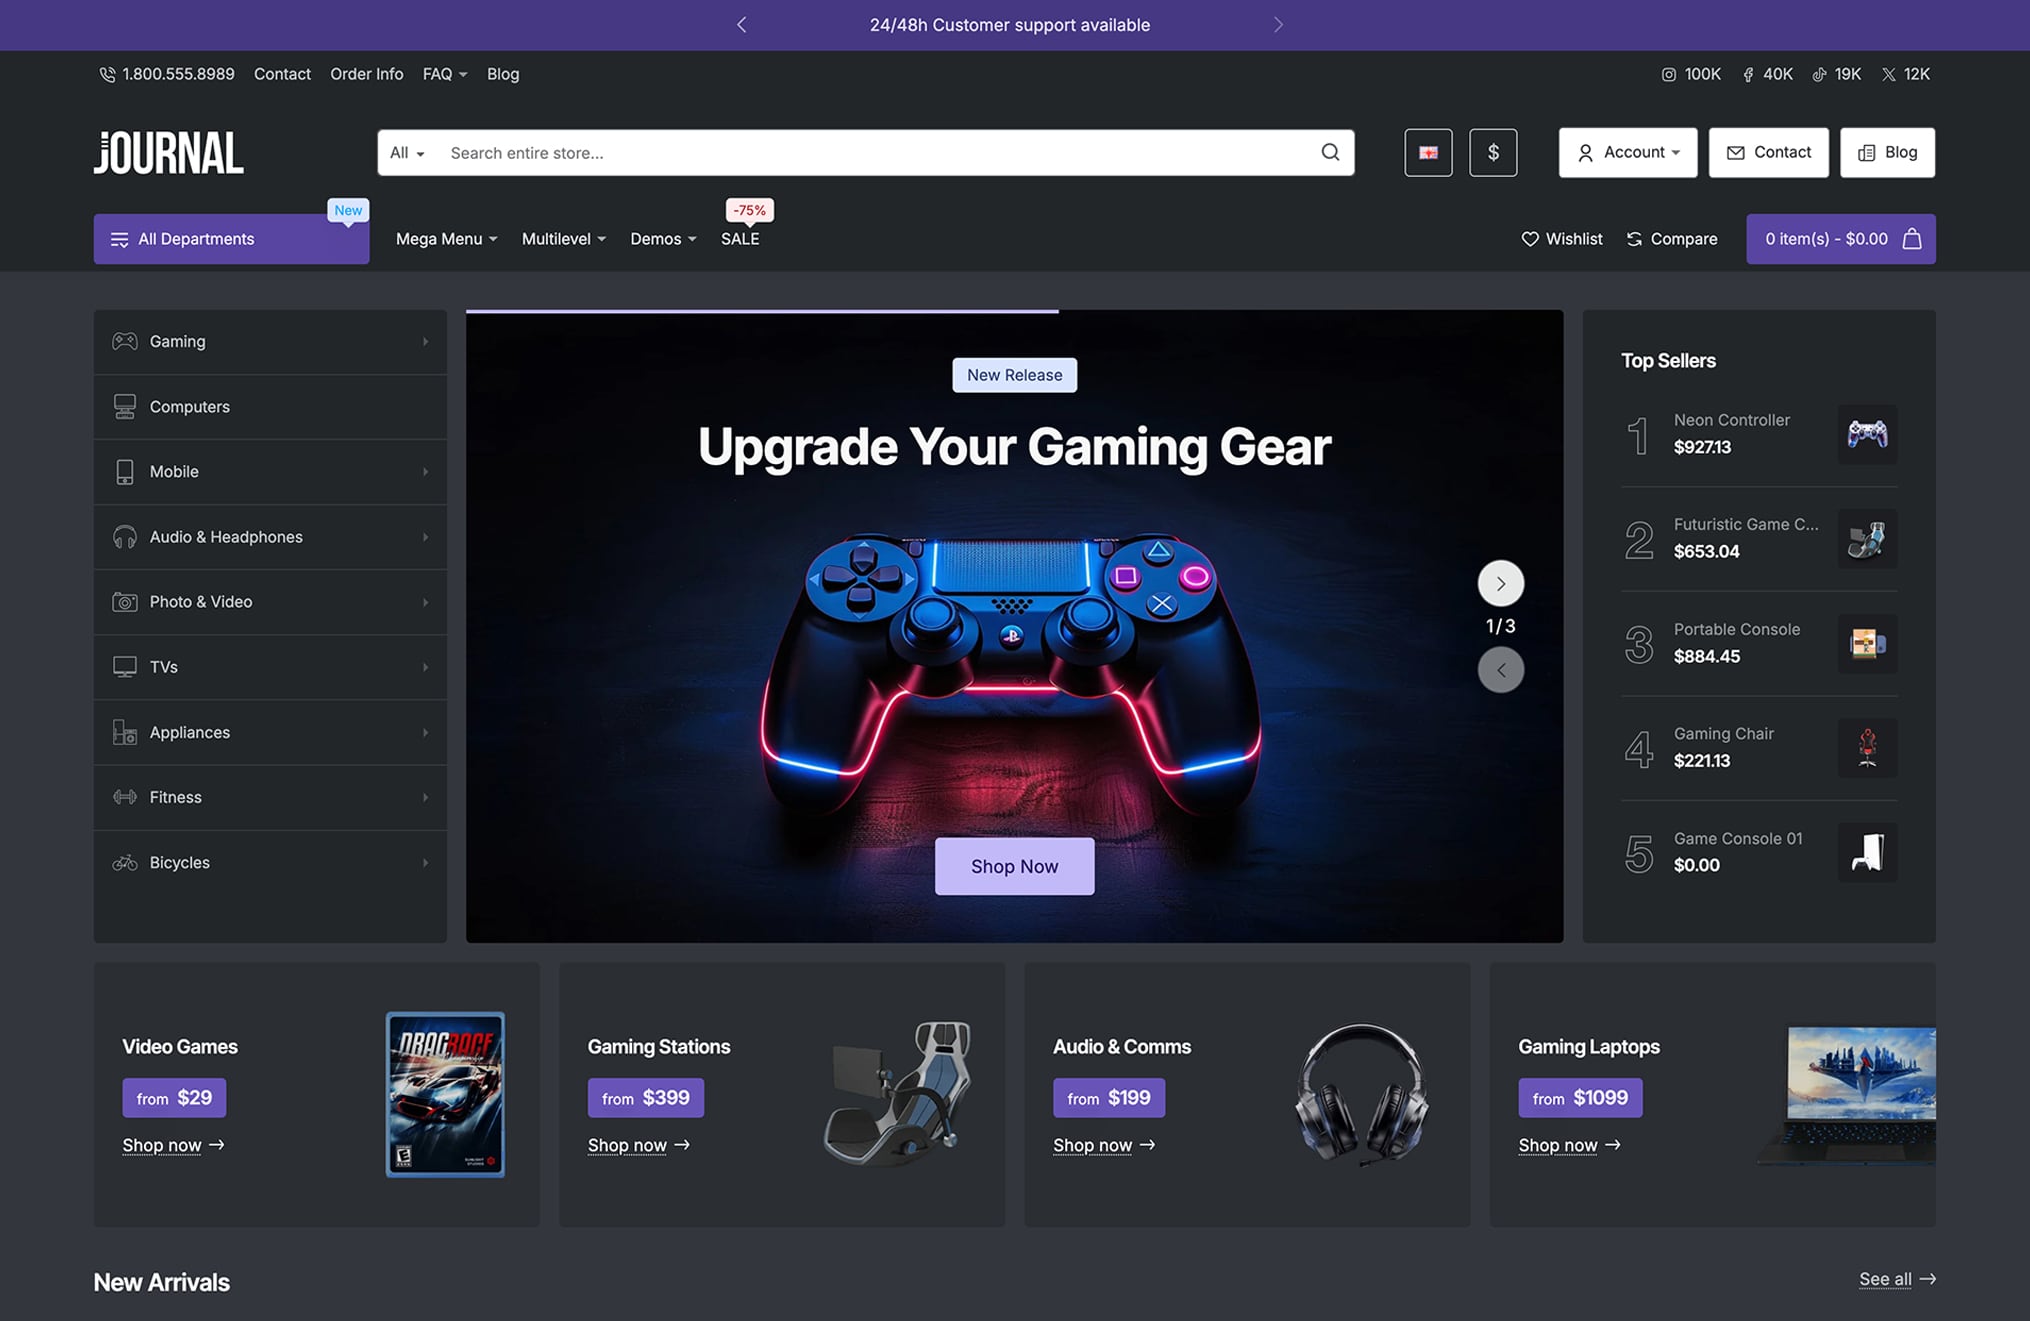 24/48h Customer support available
1.800.555.8989 Contact Order Info FAQ Blog
100K 40K 19K 12K
JOURNAL
All Search entire store...
$
Account Contact Blog
New
-75%
All Departments
Mega Menu Multilevel Demos SALE
Wishlist Compare 0 item(s) - $0.00
Gaming
Computers
Mobile
Audio & Headphones
Photo & Video
TVs
Appliances
Fitness
Bicycles
New Release
Upgrade Your Gaming Gear
1/3
Shop Now
Top Sellers
1 Neon Controller
$927.13
2 Futuristic Game C...
$653.04
3 Portable Console
$884.45
4 Gaming Chair
$221.13
5 Game Console 01
$0.00
Video Games
from $29
Shop now
DRAG RACE
E
Gaming Stations
from $399
Shop now
Audio & Comms
from $199
Shop now
Gaming Laptops
from $1099
Shop now
New Arrivals
See all